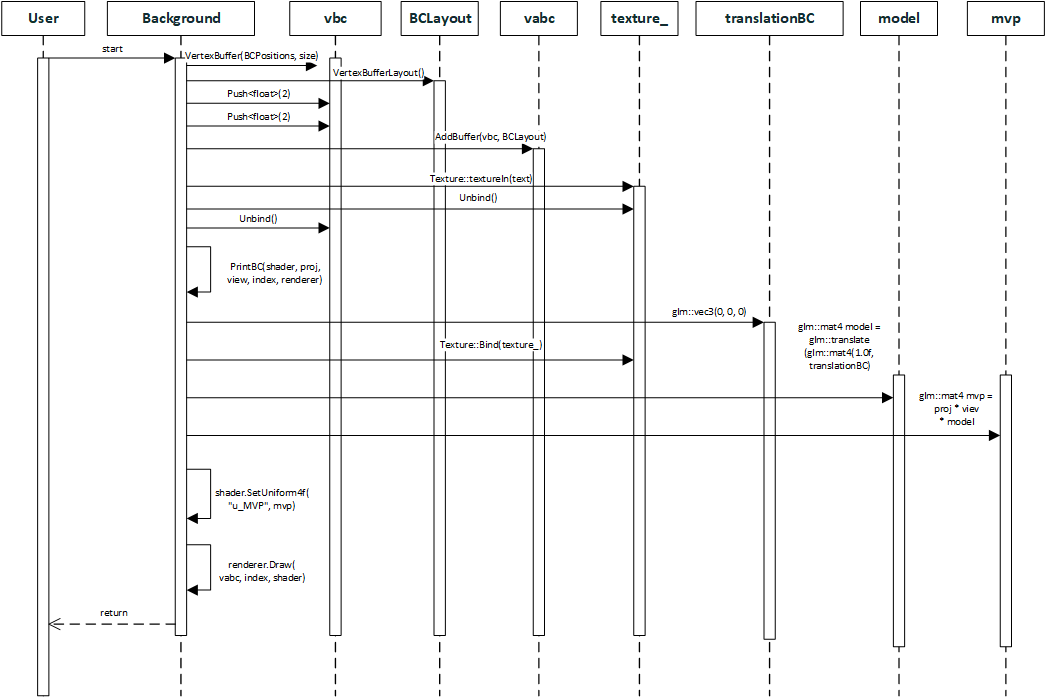 User
Background
vbc
BCLayout
vabc
texture_
translationBC
model
mvp
start
VertexBuffer(BCPositions, size)
VertexBufferLayout()
Push<float>(2)
Push<float>(2)
AddBuffer(vbc, BCLayout)
Texture::textureIn(text)
Unbind()
Unbind()
PrintBC(shader, proj,
view, index, renderer)
glm::vec3(0, 0, 0)
glm::mat4 model =
glm::translate
(glm::mat4(1.0f,
translationBC)
Texture::Bind(texture_)
glm::mat4 mvp =
proj * viev
* model
shader.SetUniform4f(
"u_MVP", mvp)
renderer.Draw(
vabc, index, shader)
return